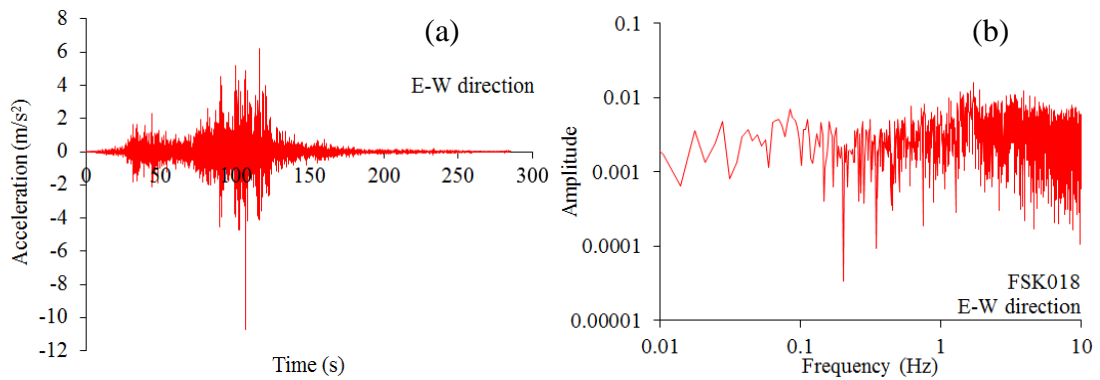 (a)
E-W direction
Acceleration (m/s²)
8
6
4
2
0
-2
-4
-6
-8
-10
-12
0 50 100 150 200 250 300
Time (s)
(b)
Amplitude
0.1
0.01
0.001
0.0001
0.00001
FSK018
E-W direction
0.01 0.1 1 10
Frequency (Hz)